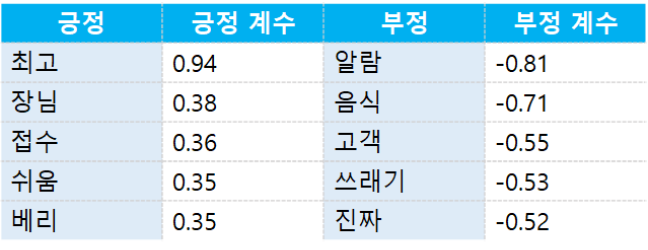 긍정 긍정 계수 부정 부정 계수
최고 0.94 알람 -0.81
장님 0.38 음식 -0.71
접수 0.36 고객 -0.55
쉬움 0.35 쓰래기 -0.53
베리 0.35 진짜 -0.52